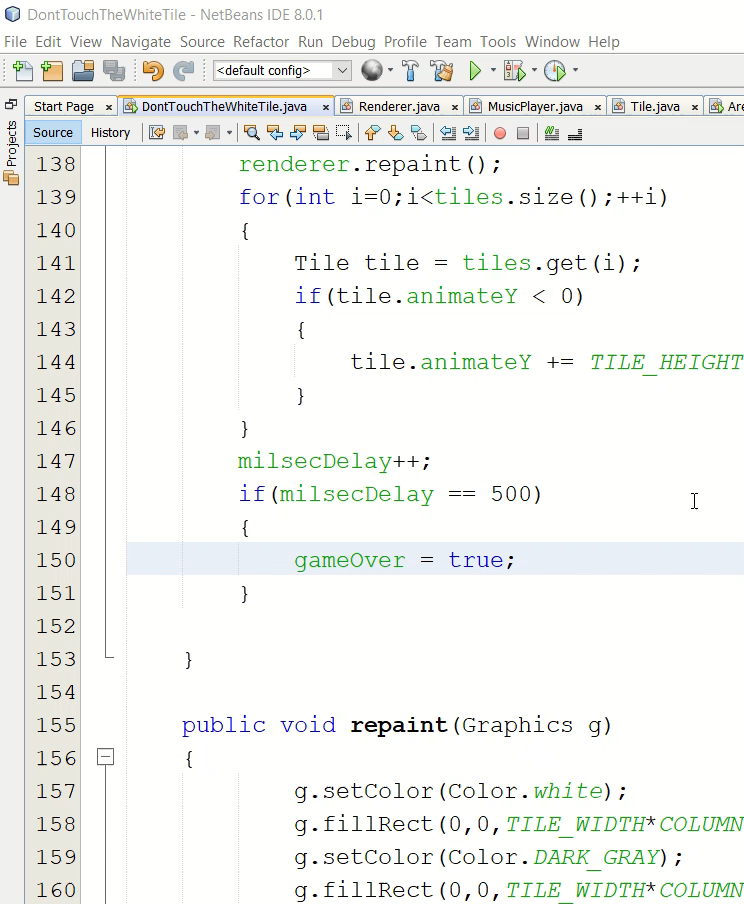 DontTouchTheWhiteTile - NetBeans IDE 8.0.1
File Edit View Navigate Source Refactor Run Debug Profile Team Tools Window Help
<default config>
Start Page DontTouchTheWhiteTile.java Renderer.java MusicPlayer.java Tile.java Are
Projects
Source History
138 renderer.repaint();
139 for(int i=0;i<tiles.size();++i)
140 {
141 Tile tile = tiles.get(i);
142 if(tile.animateY < 0)
143 {
144 tile.animateY += TILE_HEIGHT
145 }
146 }
147 milsecDelay++;
148 if(milsecDelay == 500)
149 {
150 gameOver = true;
151 }
152
153 }
154
155 public void repaint(Graphics g)
156 {
157 g.setColor(Color.white);
158 g.fillRect(0,0,TILE_WIDTH*COLUMN
159 g.setColor(Color.DARK_GRAY);
160 g.fillRect(0,0,TILE_WIDTH*COLUMN